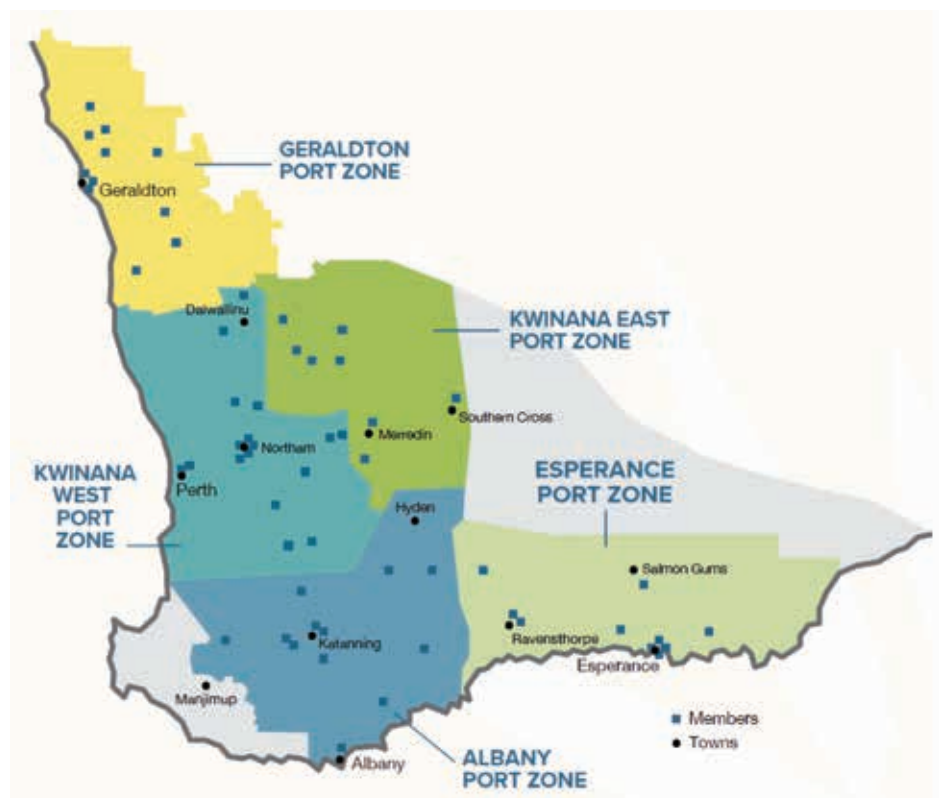 GERALDTON
PORT ZONE
Geraldton
Dalwallinu
KWINANA EAST
PORT ZONE
Southern Cross
Merredin
Northam
KWINANA
WEST
PORT
ZONE
Perth
ESPERANCE
PORT ZONE
Hyden
Salmon Gums
Ravensthorpe
Katanning
Esperance
Manjimup
Members
Towns
Albany
ALBANY
PORT ZONE